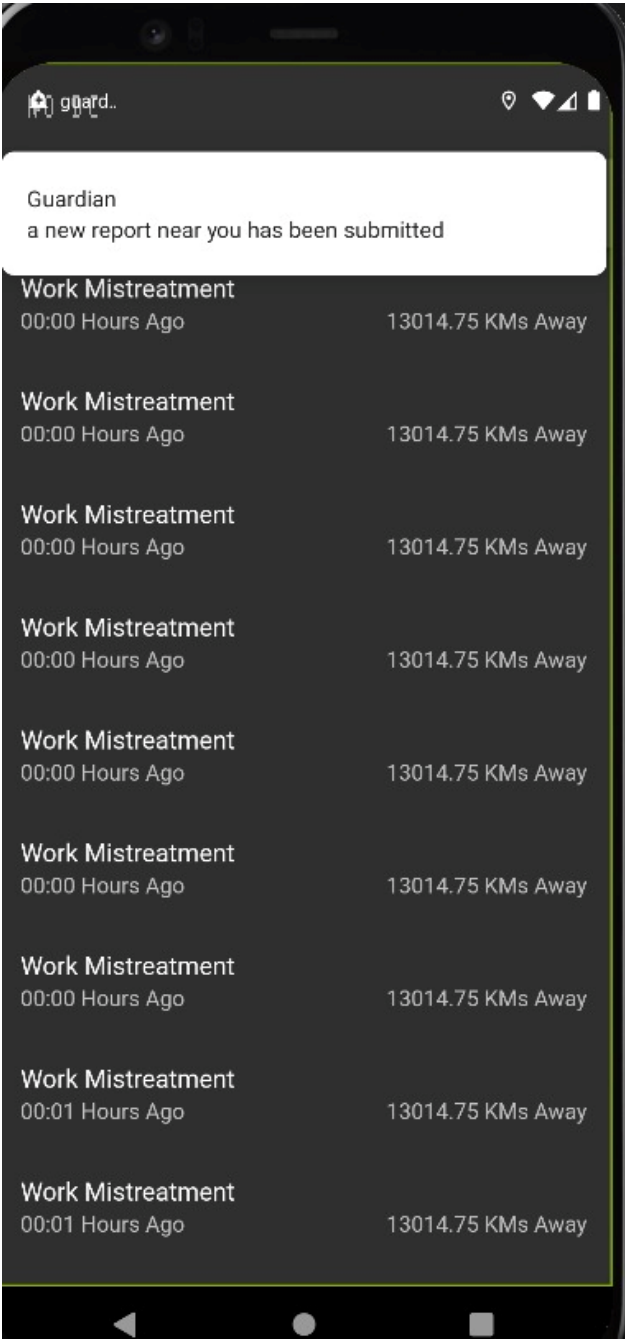 guard..
Guardian
a new report near you has been submitted
Work Mistreatment
00:00 Hours Ago 13014.75 KMs Away
Work Mistreatment
00:00 Hours Ago 13014.75 KMs Away
Work Mistreatment
00:00 Hours Ago 13014.75 KMs Away
Work Mistreatment
00:00 Hours Ago 13014.75 KMs Away
Work Mistreatment
00:00 Hours Ago 13014.75 KMs Away
Work Mistreatment
00:00 Hours Ago 13014.75 KMs Away
Work Mistreatment
00:00 Hours Ago 13014.75 KMs Away
Work Mistreatment
00:01 Hours Ago 13014.75 KMs Away
Work Mistreatment
00:01 Hours Ago 13014.75 KMs Away